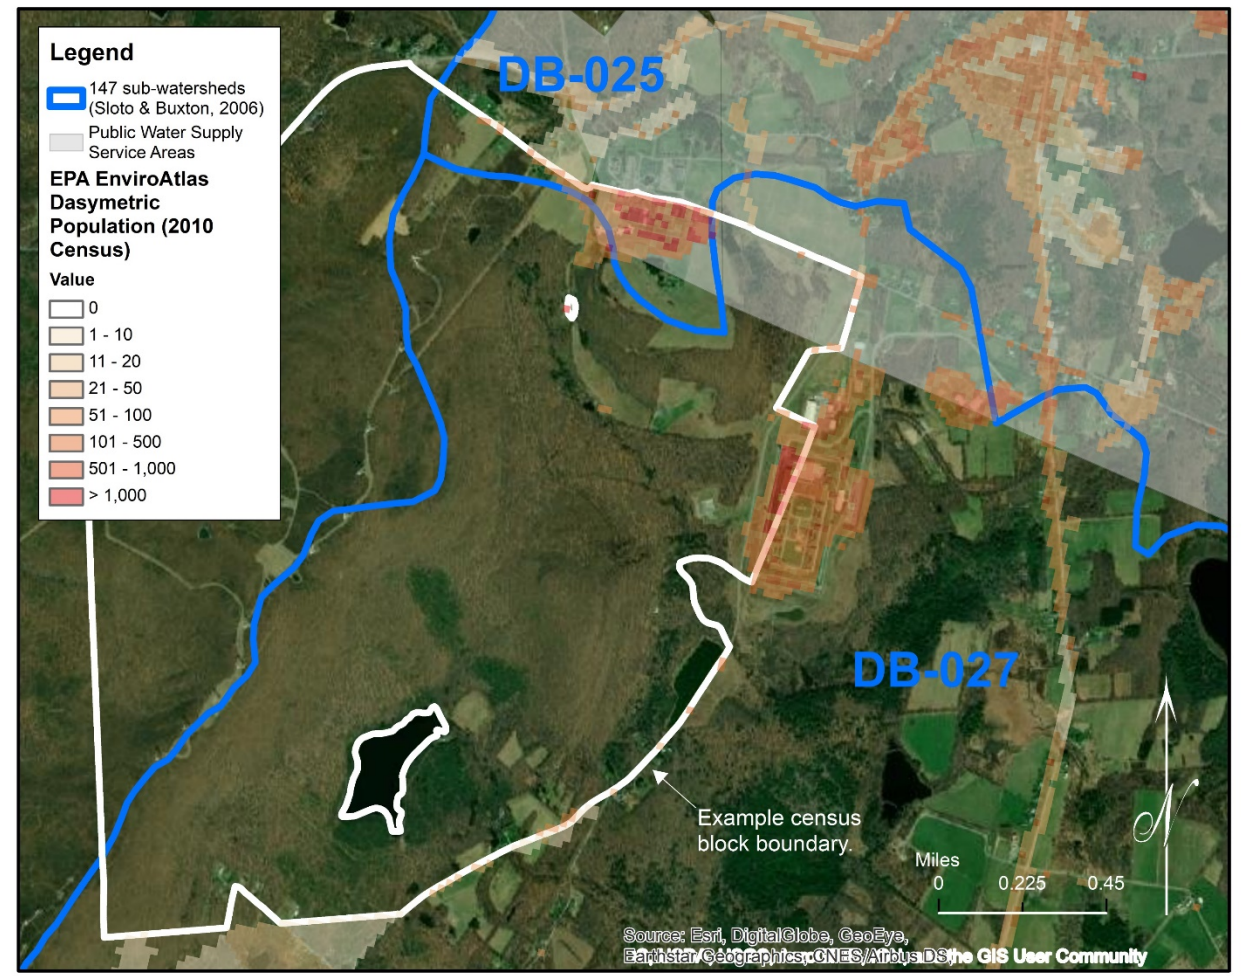 Legend
147 sub-watersheds
(Sloto & Buxton, 2006)
Public Water Supply
Service Areas
EPA EnviroAtlas
Dasymetric
Population (2010
Census)
Value
0
1 - 10
11 - 20
21 - 50
51 - 100
101 - 500
501 - 1,000
> 1,000
DB-025
DB-027
Example census
block boundary.
N
Miles
0 0.225 0.45
Source: Esri, DigitalGlobe, GeoEye,
Earthstar Geographics, CNES/Airbus DS,
the GIS User Community